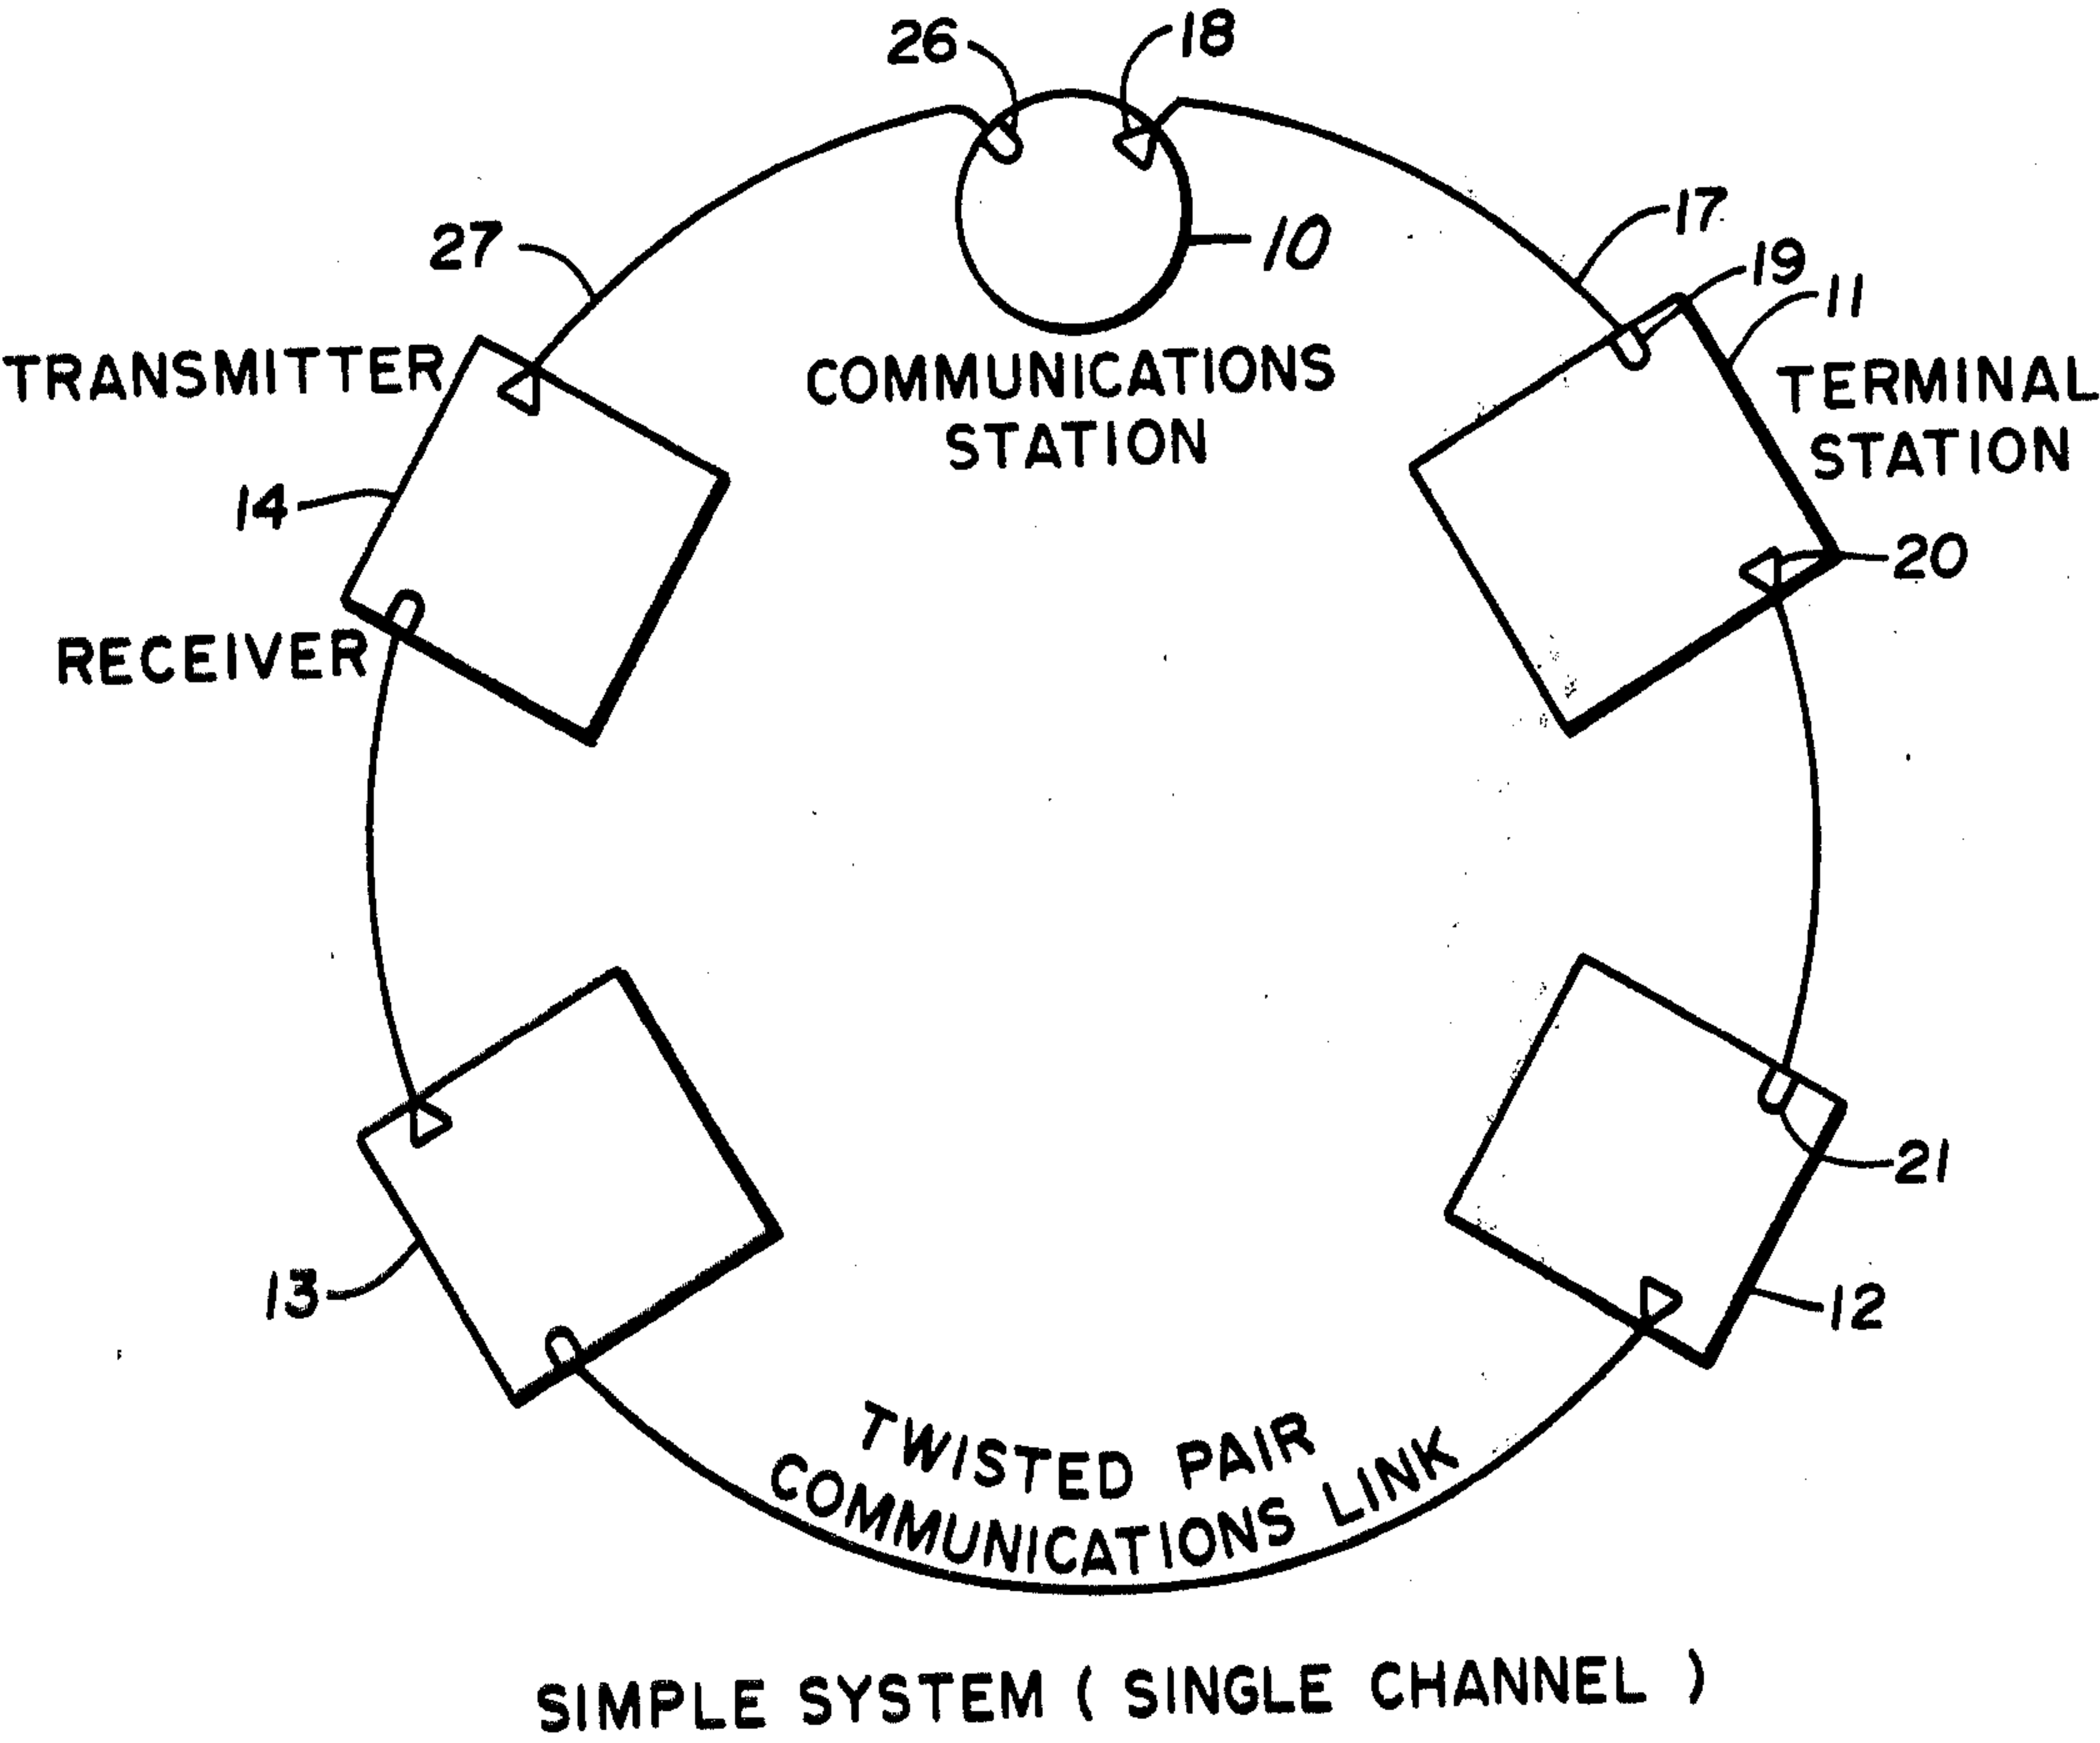 26
18
27
10
17
19
11
TRANSMITTER
COMMUNICATIONS
STATION
TERMINAL
STATION
14
20
RECEIVER
21
13
12
TWISTED PAIR
COMMUNICATIONS LINK
SIMPLE SYSTEM ( SINGLE CHANNEL )